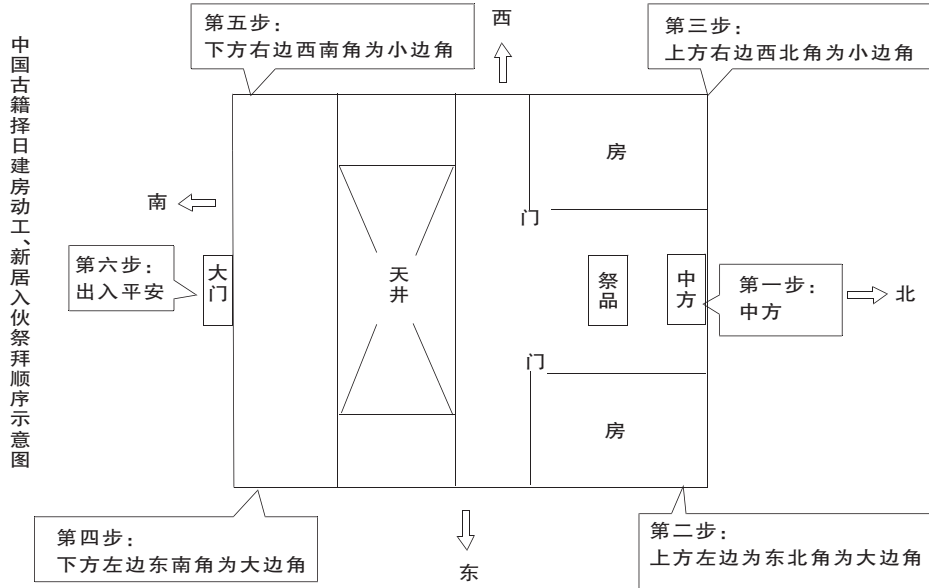 中国古籍择日建房动工、新居入伙祭拜顺序示意图
第五步：
下方右边西南角为小边角
西
第三步：
上方右边西北角为小边角
房
南
门
第六步：
出入平安
大门
天井
祭品
中方
第一步：
中方
北
门
房
第四步：
下方左边东南角为大边角
东
第二步：
上方左边为东北角为大边角